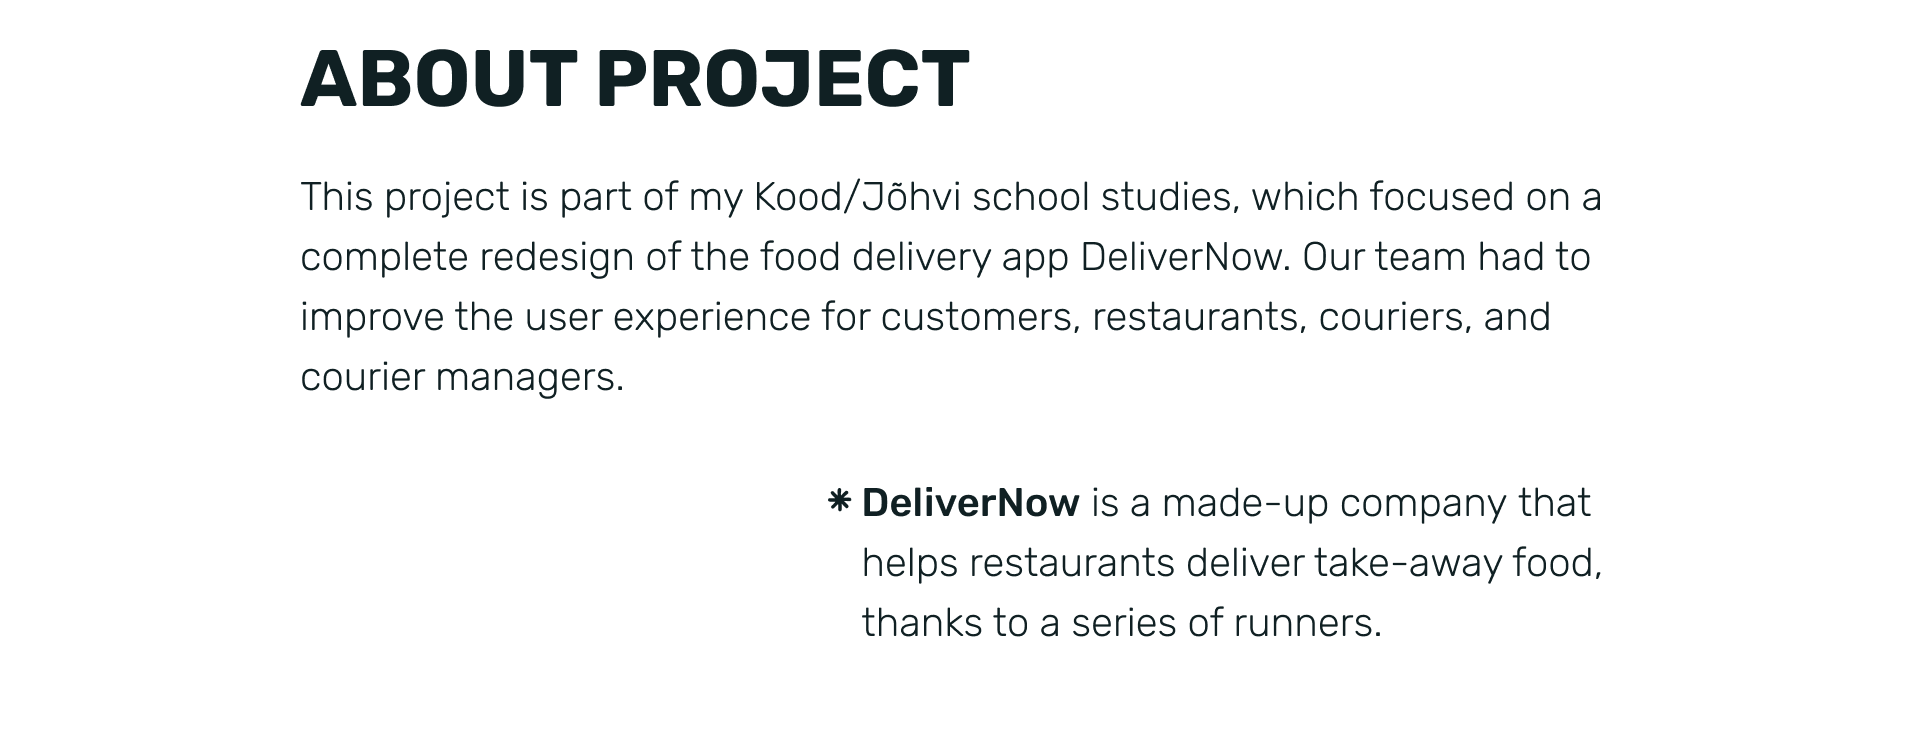 ABOUT PROJECT
This project is part of my Kood/Jõhvi school studies, which focused on a
complete redesign of the food delivery app DeliverNow. Our team had to
improve the user experience for customers, restaurants, couriers, and
courier managers.
* DeliverNow is a made-up company that
helps restaurants deliver take-away food,
thanks to a series of runners.